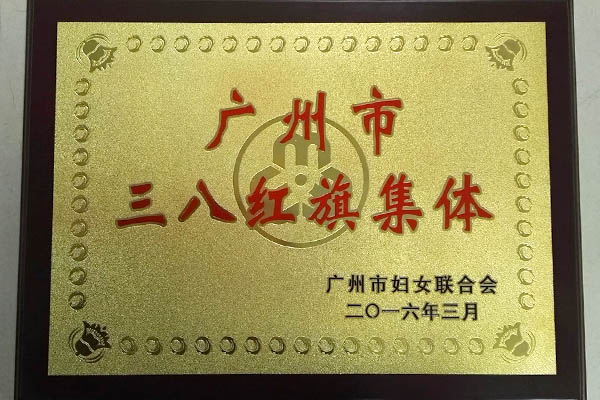 广州市
三八红旗集体
广州市妇女联合会
二〇一六年三月